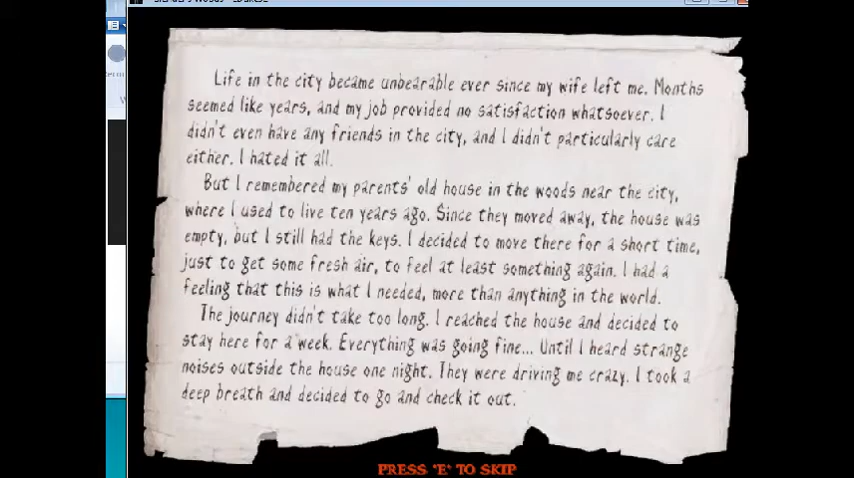 Life in the city became unbearable ever since my wife left me. Months
seemed like years, and my job provided no satisfaction whatsoever. I
didn't even have any friends in the city, and I didn't particularly care
either. I hated it all.
But I remembered my parents' old house in the woods near the city,
where I used to live ten years ago. Since they moved away, the house was
empty, but I still had the keys. I decided to move there for a short time,
just to get some fresh air, to feel at least something again. I had a
feeling that this is what I needed, more than anything in the world.
The journey didn't take too long. I reached the house and decided to
stay here for a week. Everything was going fine... Until I heard strange
noises outside the house one night. They were driving me crazy. I took a
deep breath and decided to go and check it out.
PRESS "E" TO SKIP